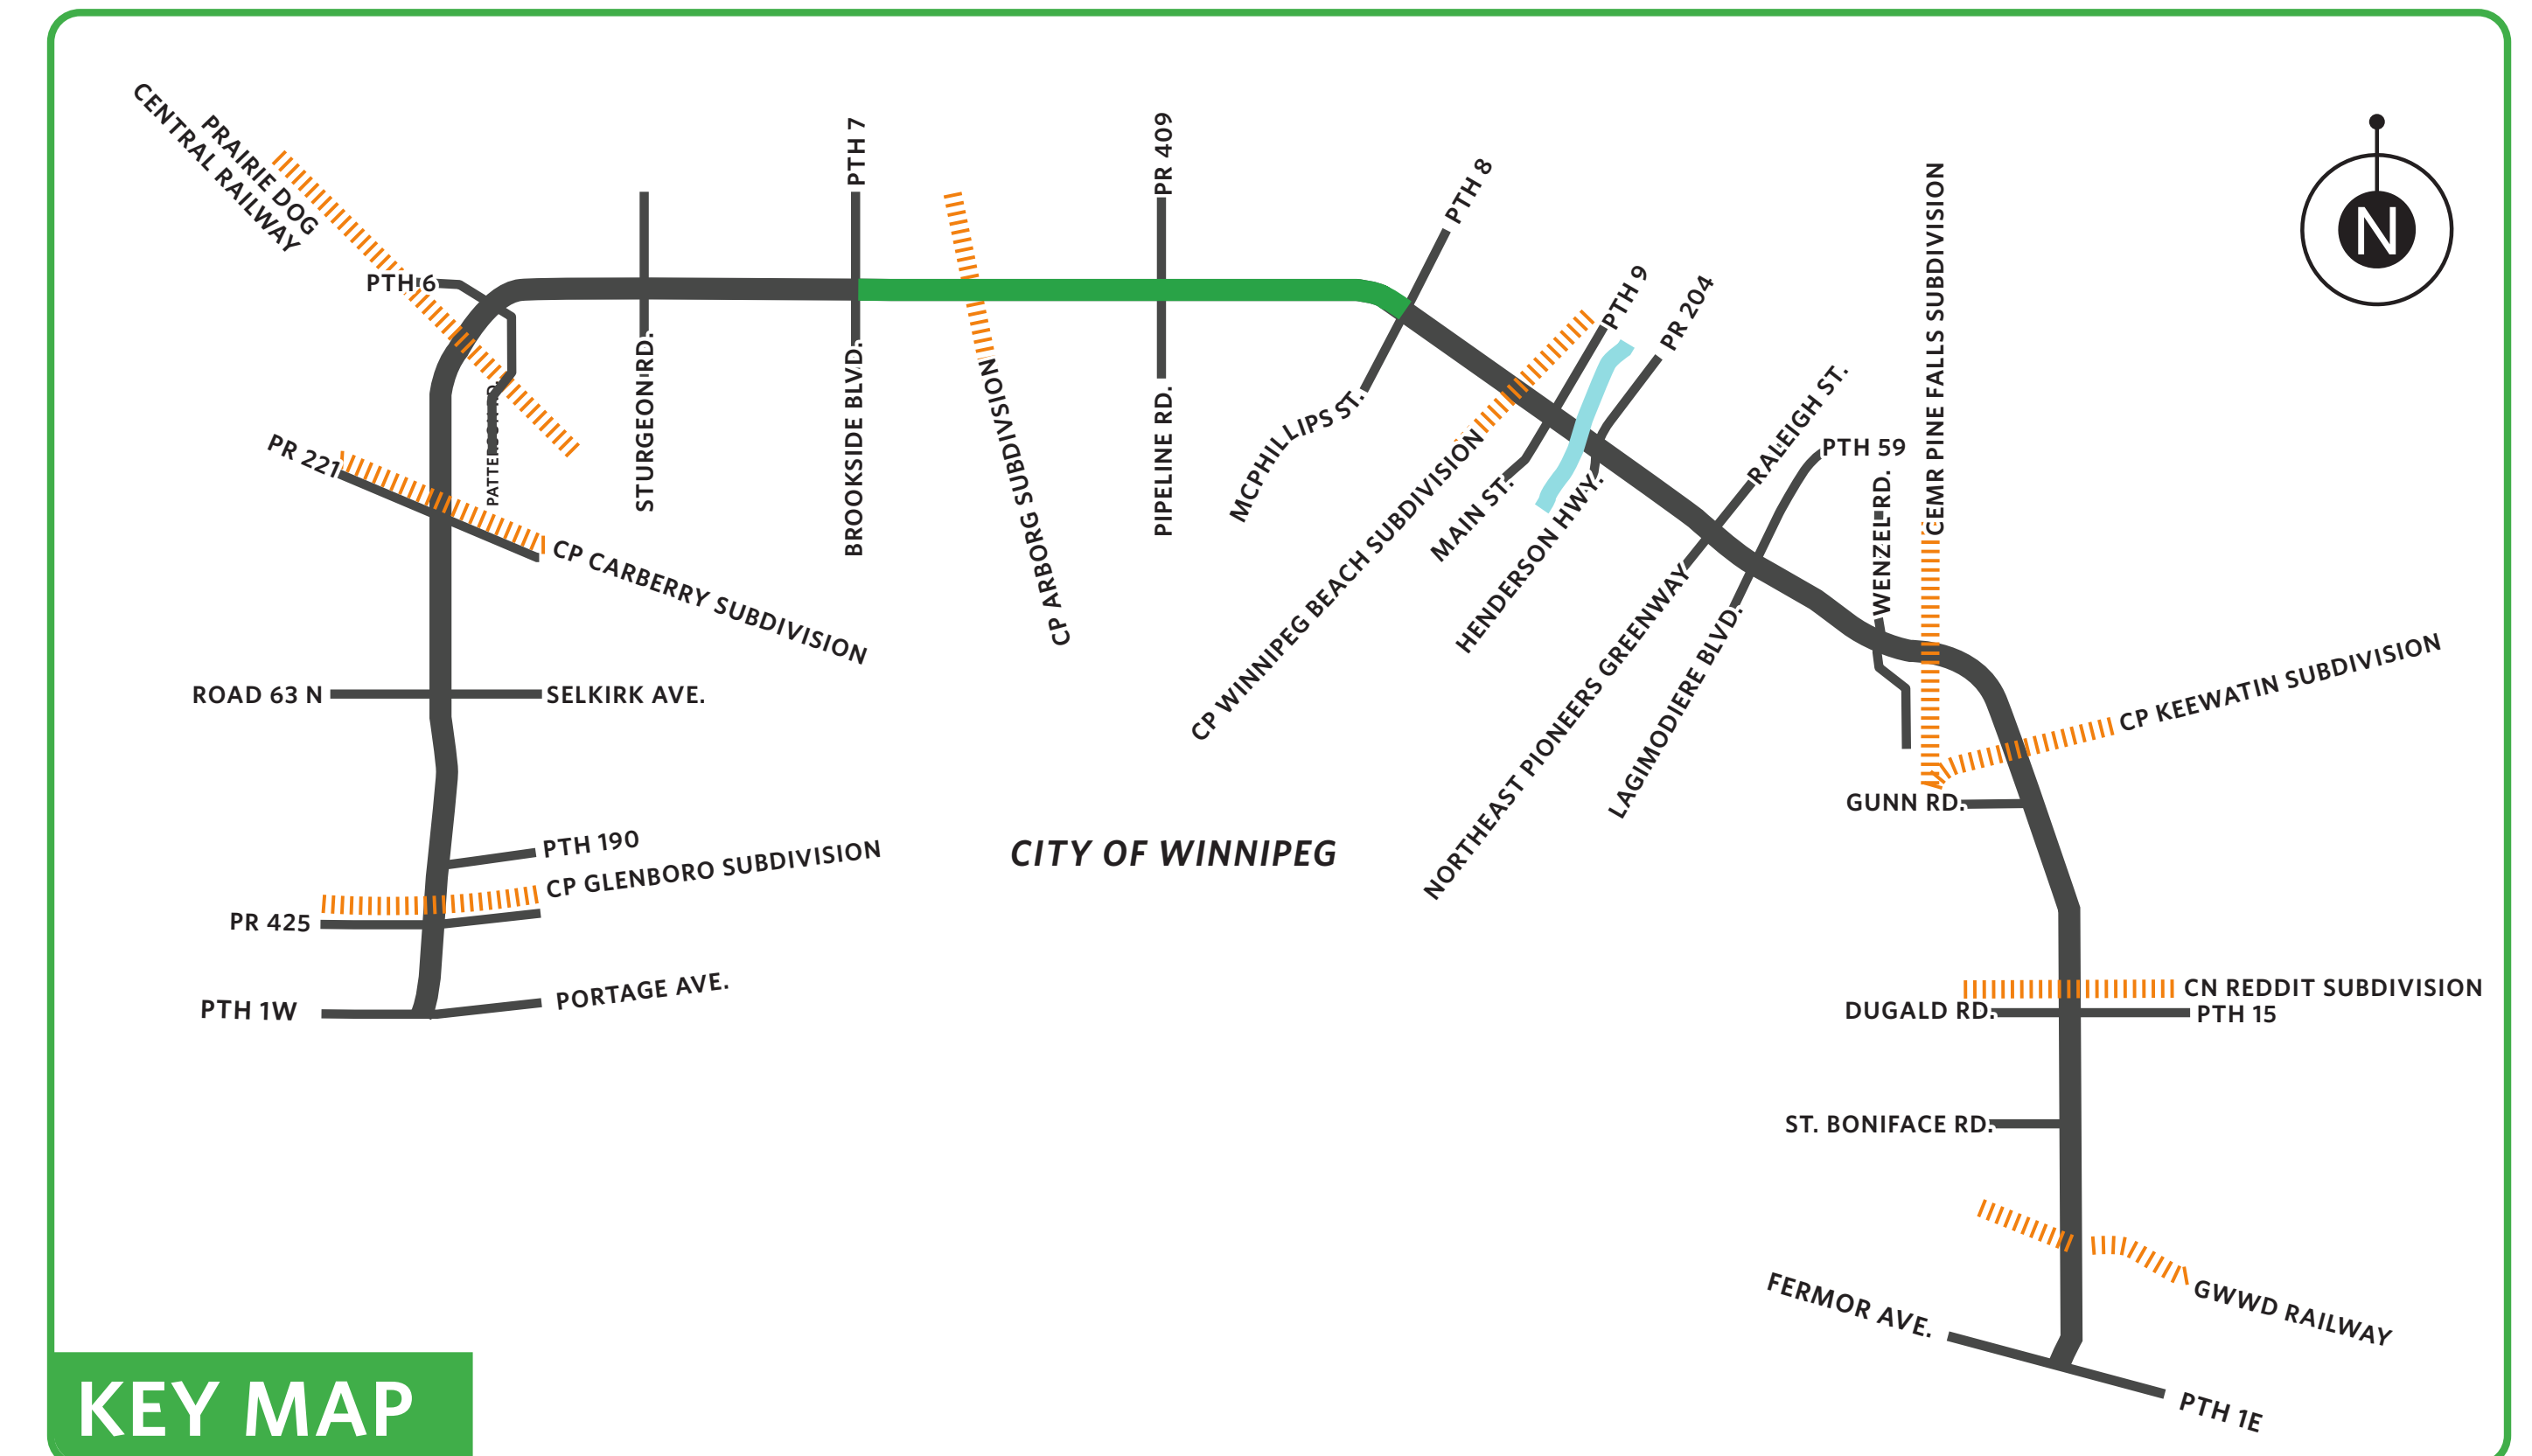 PRAIRIE DOG
CENTRAL RAILWAY
PTH 6
PATTERSON RD.
STURGEON RD.
PTH 7
BROOKSIDE BLVD.
CP ARBORG SUBDIVISION
PR 409
PIPELINE RD.
PTH 8
MCPHILLIPS ST.
CP WINNIPEG BEACH SUBDIVISION
PTH 9
MAIN ST.
PR 204
HENDERSON HWY.
RALEIGH ST.
NORTHEAST PIONEERS GREENWAY
PTH 59
LAGIMODIERE BLVD.
WENZEL RD.
CEMR PINE FALLS SUBDIVISION
N
PR 221
CP CARBERRY SUBDIVISION
ROAD 63 N
SELKIRK AVE.
PTH 190
CP GLENBORO SUBDIVISION
PR 425
PTH 1W
PORTAGE AVE.
CITY OF WINNIPEG
CP KEEWATIN SUBDIVISION
GUNN RD.
CN REDDIT SUBDIVISION
DUGALD RD.
PTH 15
ST. BONIFACE RD.
GWWD RAILWAY
FERMOR AVE.
PTH 1E
KEY MAP